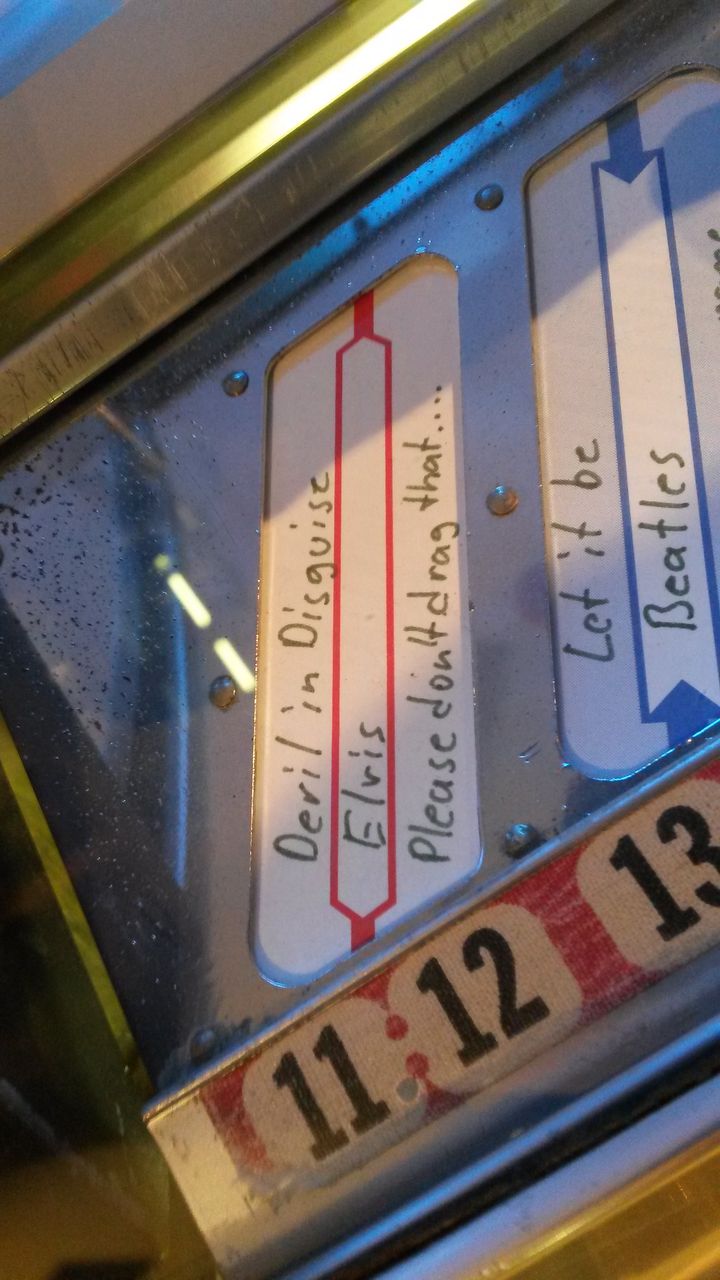 Devil in Disguise
Elvis
Please don't drag that....
Let it be
Beatles
11
12
13